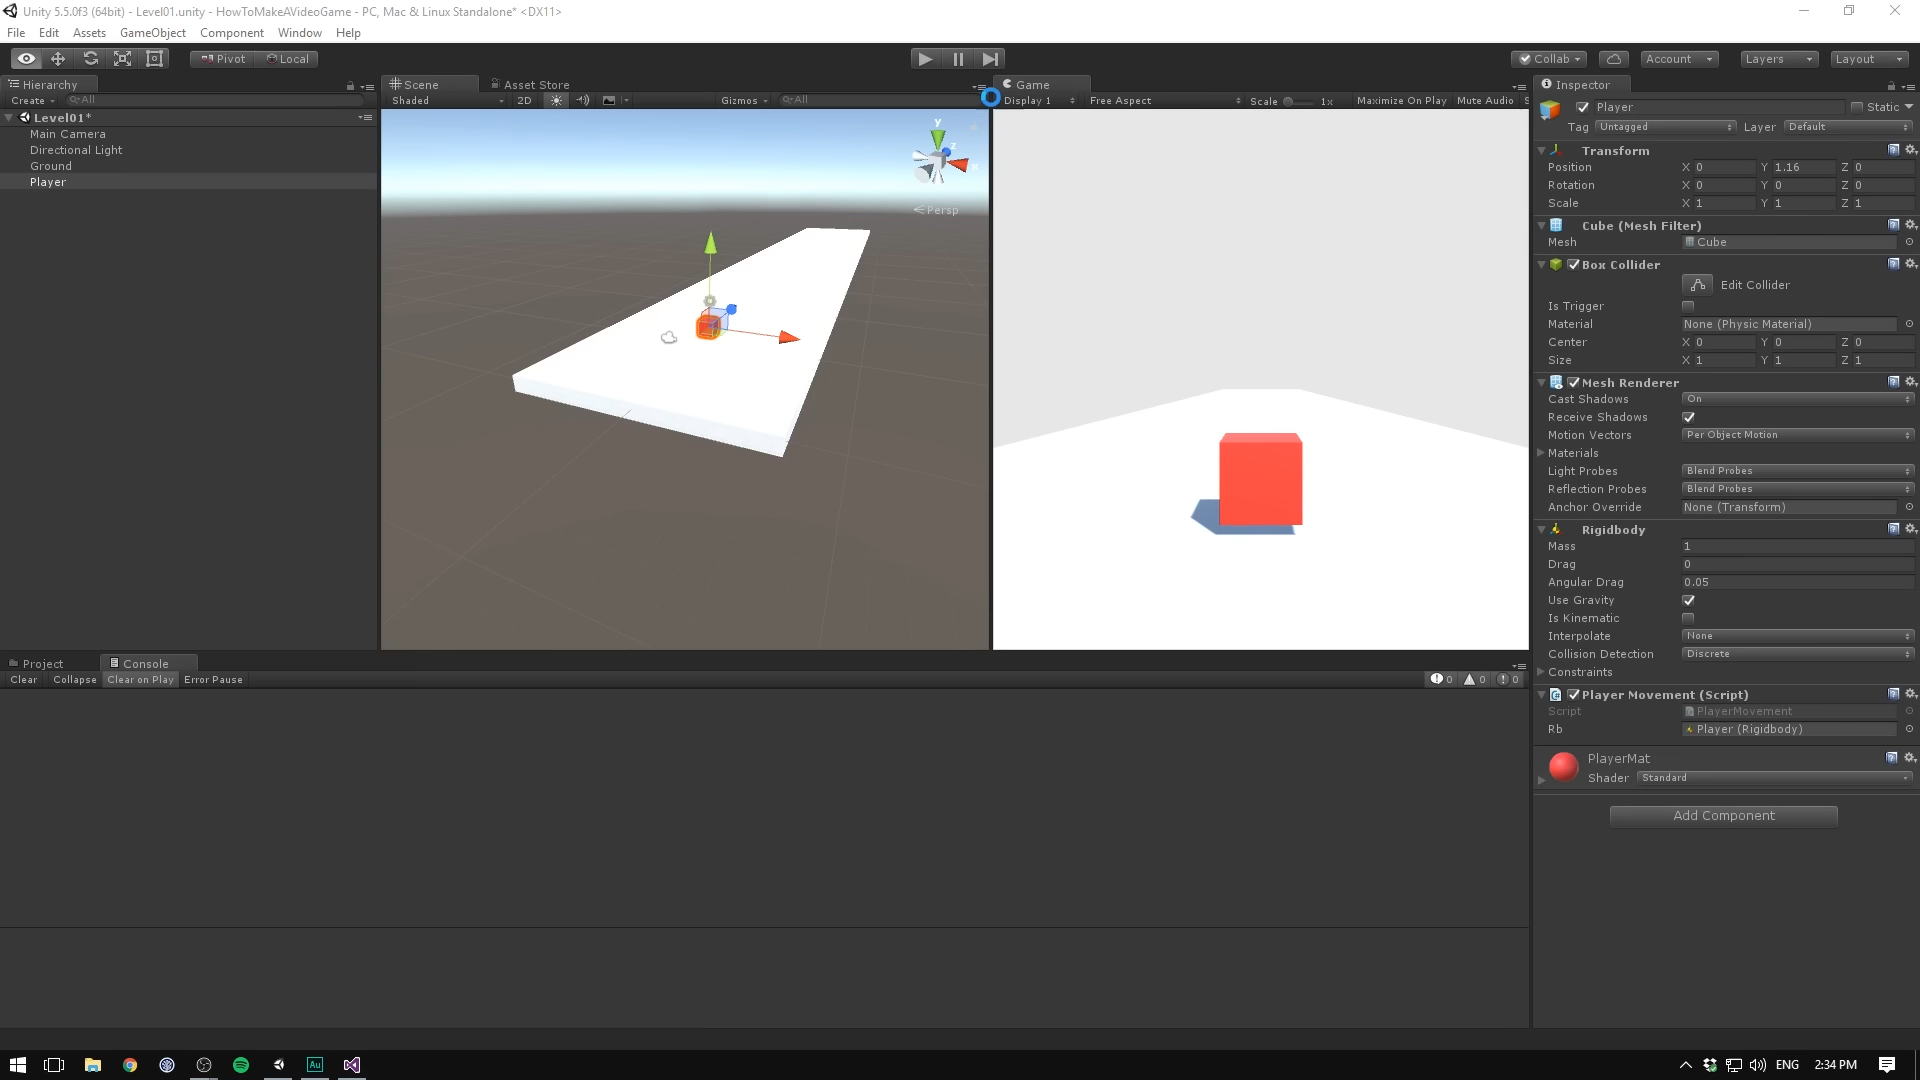 Unity 5.5.0f3 (64bit) - Level01.unity - HowToMakeAVideoGame - PC, Mac & Linux Standalone* <DX11>
File Edit Assets GameObject Component Window Help
Pivot Local Collab Account Layers Layout
Hierarchy
Create All
Level01*
Main Camera
Directional Light
Ground
Player
Scene Asset Store
Shaded 2D Gizmos All
y
z
x
Persp
Game
Display 1 Free Aspect Scale 1x Maximize On Play Mute Audio S
Inspector
Player Static
Tag Untagged Layer Default
Transform
Position X 0 Y 1.16 Z 0
Rotation X 0 Y 0 Z 0
Scale X 1 Y 1 Z 1
Cube (Mesh Filter)
Mesh Cube
Box Collider
Edit Collider
Is Trigger
Material None (Physic Material)
Center X 0 Y 0 Z 0
Size X 1 Y 1 Z 1
Mesh Renderer
Cast Shadows On
Receive Shadows
Motion Vectors Per Object Motion
Materials
Light Probes Blend Probes
Reflection Probes Blend Probes
Anchor Override None (Transform)
Rigidbody
Mass 1
Drag 0
Angular Drag 0.05
Use Gravity
Is Kinematic
Interpolate None
Collision Detection Discrete
Constraints
Player Movement (Script)
Script PlayerMovement
Rb Player (Rigidbody)
PlayerMat
Shader Standard
Add Component
Project Console
Clear Collapse Clear on Play Error Pause 0 0 0
Au ENG 2:34 PM